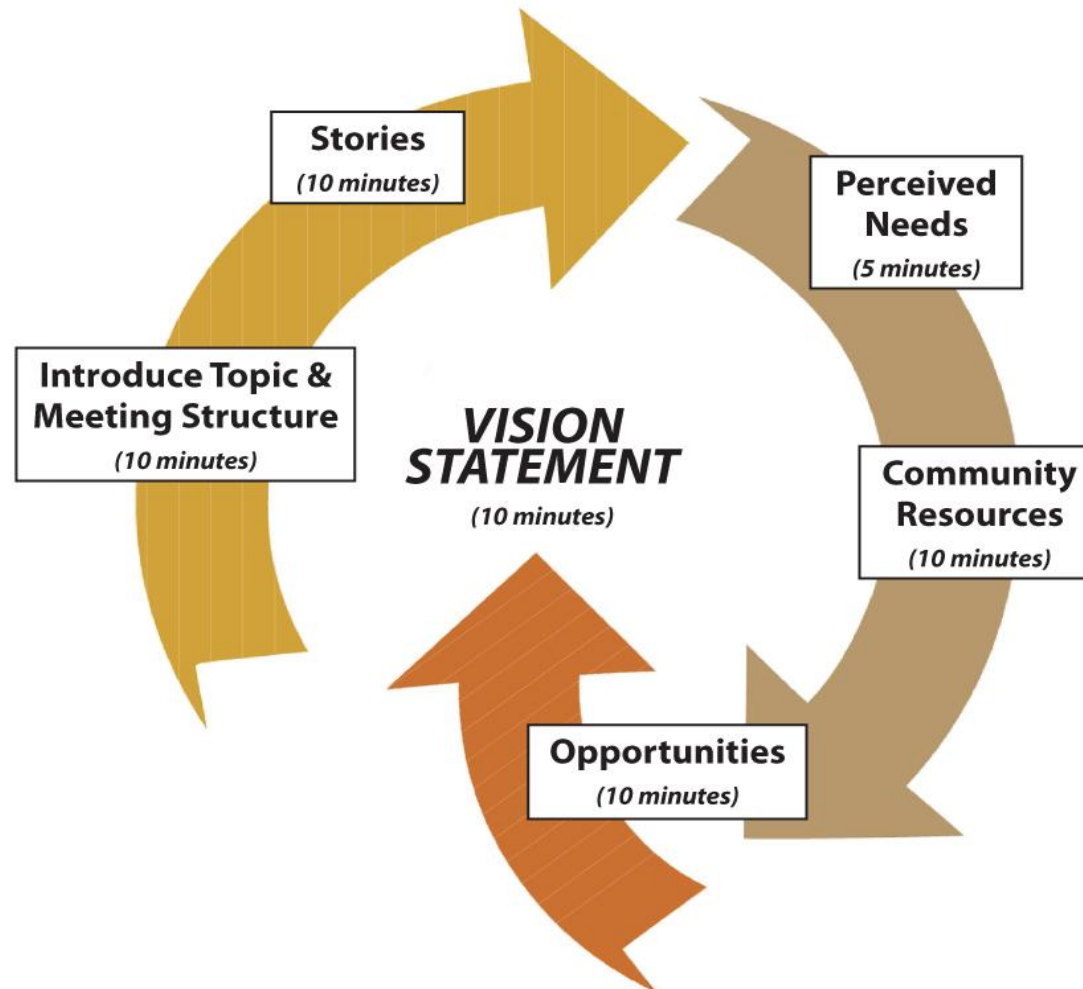 Stories
(10 minutes)
Perceived
Needs
(5 minutes)
Introduce Topic &
Meeting Structure
(10 minutes)
VISION
STATEMENT
(10 minutes)
Community
Resources
(10 minutes)
Opportunities
(10 minutes)